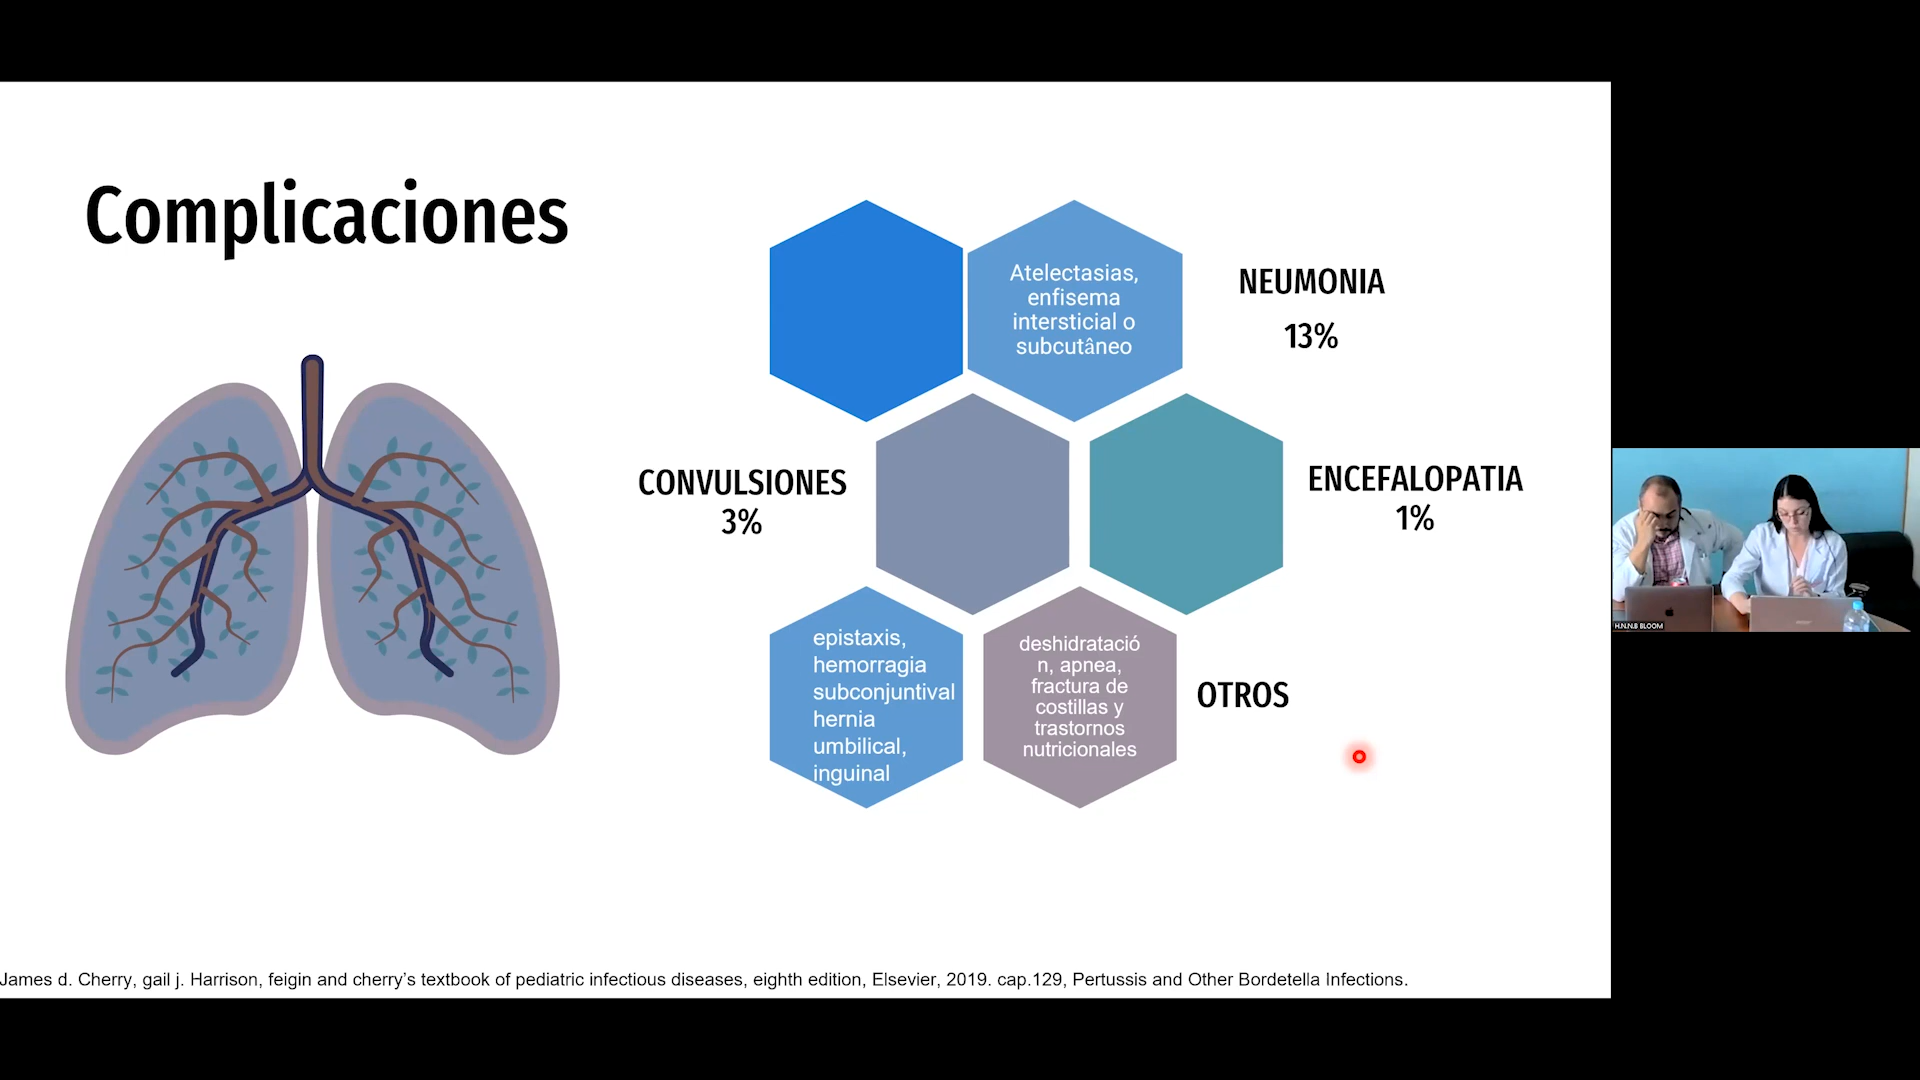 Complicaciones
Atelectasias,
enfisema
intersticial o
subcutâneo
NEUMONIA
13%
CONVULSIONES
3%
ENCEFALOPATIA
1%
epistaxis,
hemorragia
subconjuntival
hernia
umbilical,
inguinal
deshidratació
n, apnea,
fractura de
costillas y
trastornos
nutricionales
OTROS
H.N.N.B BLOOM
James d. Cherry, gail j. Harrison, feigin and cherry’s textbook of pediatric infectious diseases, eighth edition, Elsevier, 2019. cap.129, Pertussis and Other Bordetella Infections.